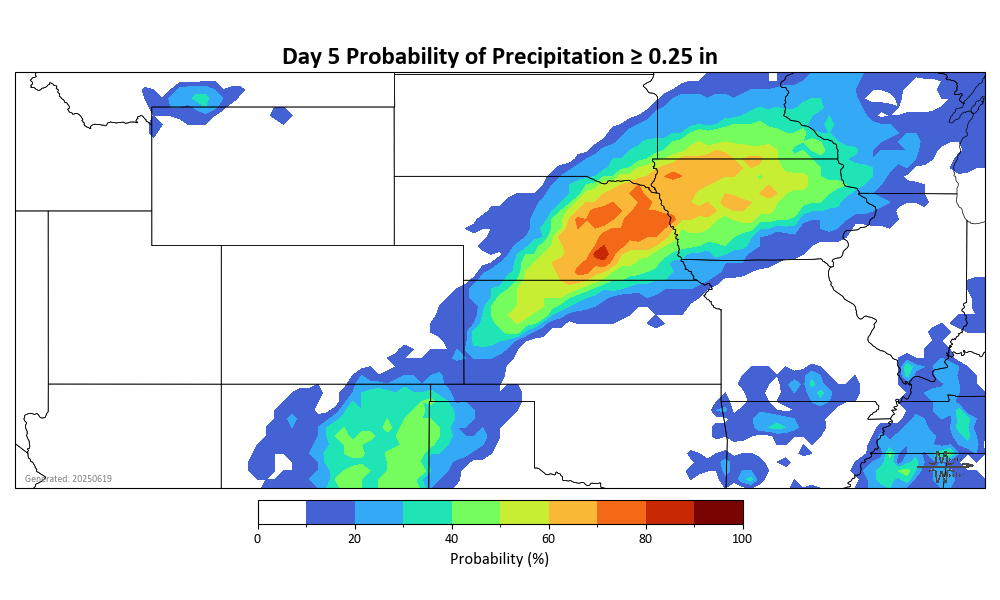 Day 5 Probability of Precipitation ≥ 0.25 in
Generated: 20250619
0 20 40 60 80 100
Probability (%)